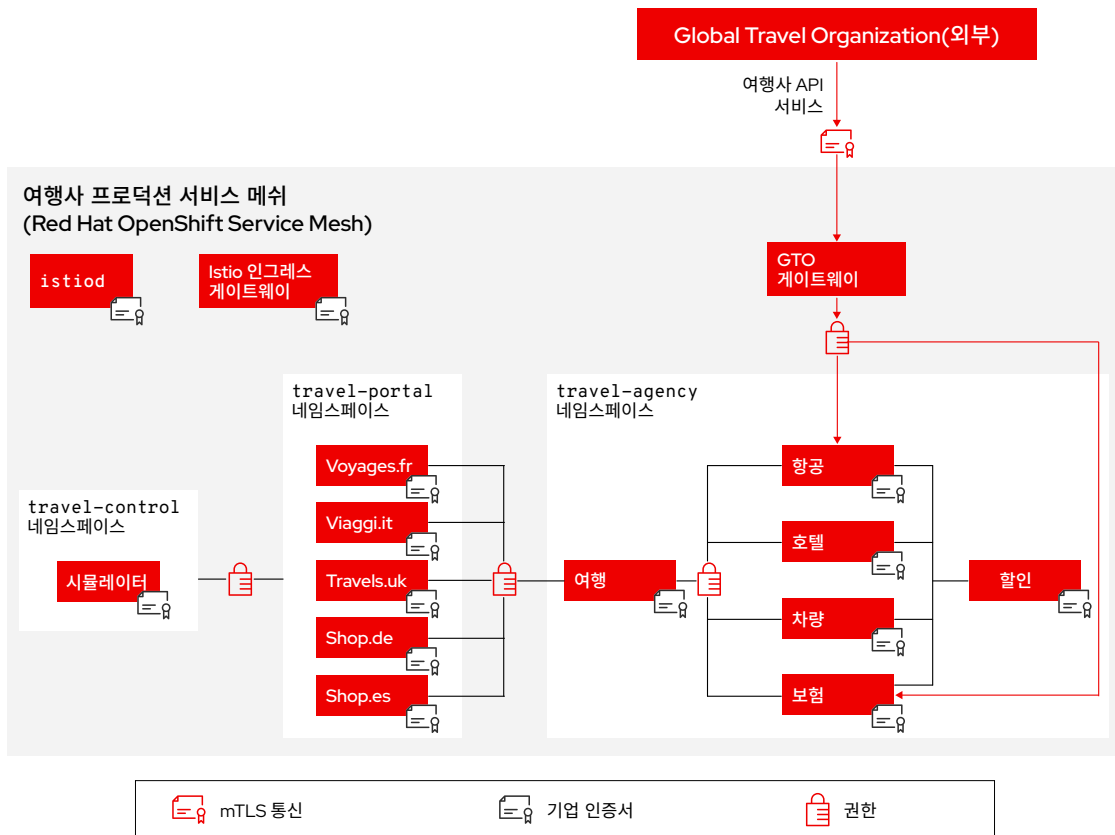 Global Travel Organization(외부)
여행사 API
서비스
여행사 프로덕션 서비스 메쉬
(Red Hat OpenShift Service Mesh)
istiod
Istio 인그레스
게이트웨이
GTO
게이트웨이
travel-portal
네임스페이스
travel-agency
네임스페이스
Voyages.fr
항공
travel-control
네임스페이스
Viaggi.it
호텔
시뮬레이터
Travels.uk
여행
할인
Shop.de
차량
Shop.es
보험
mTLS 통신
기업 인증서
권한